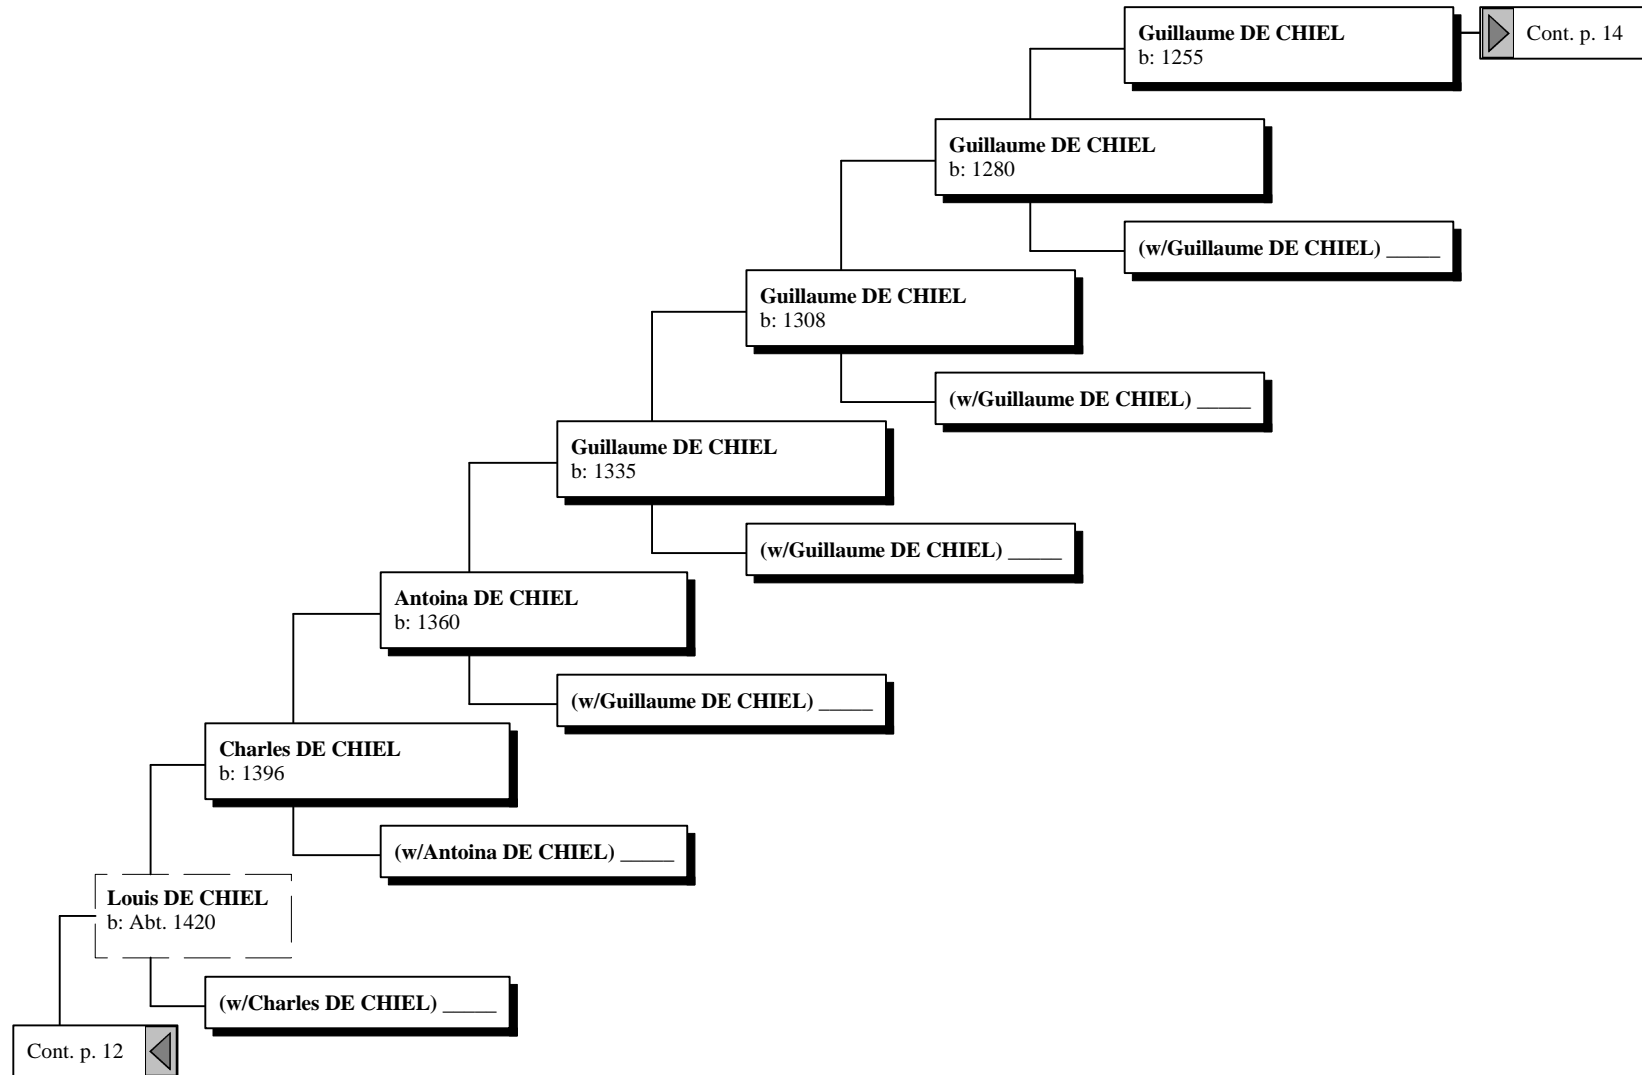 Guillaume DE CHIEL
b: 1255
Cont. p. 14
Guillaume DE CHIEL
b: 1280
(w/Guillaume DE CHIEL) _____
Guillaume DE CHIEL
b: 1308
(w/Guillaume DE CHIEL) _____
Guillaume DE CHIEL
b: 1335
(w/Guillaume DE CHIEL) _____
Antoina DE CHIEL
b: 1360
(w/Guillaume DE CHIEL) _____
Charles DE CHIEL
b: 1396
(w/Antoina DE CHIEL) _____
Louis DE CHIEL
b: Abt. 1420
(w/Charles DE CHIEL) _____
Cont. p. 12